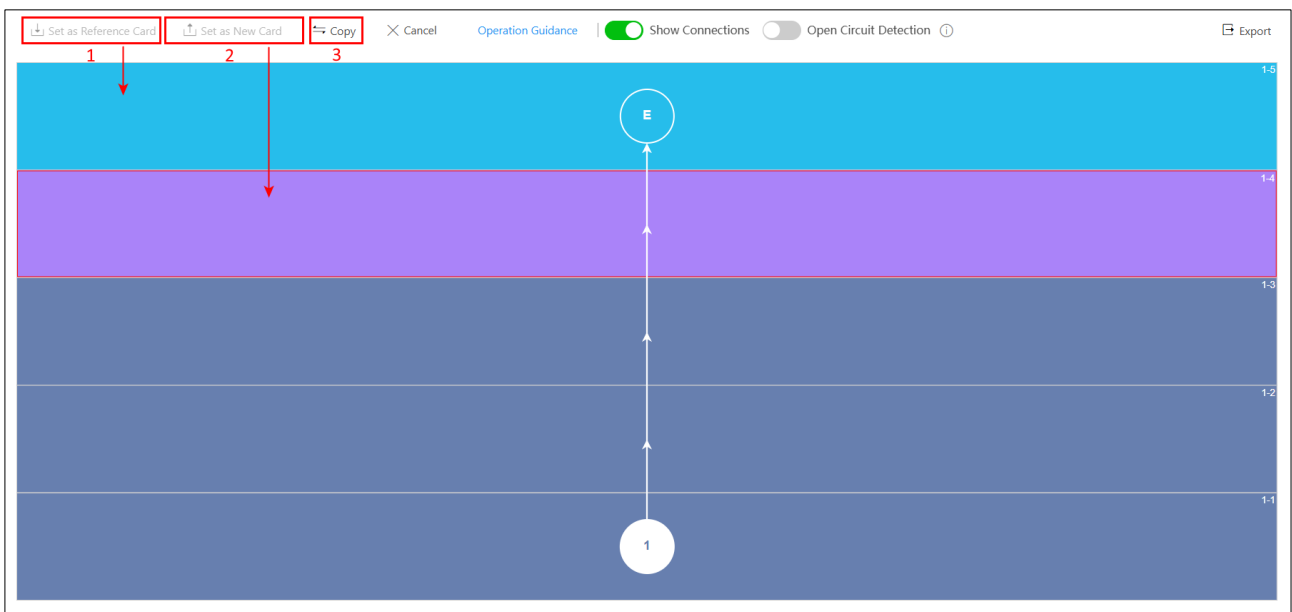 Set as Reference Card Set as New Card Copy Cancel Operation Guidance Show Connections Open Circuit Detection Export
1 2 3
1-5
E
1-4
1-3
1-2
1-1
1